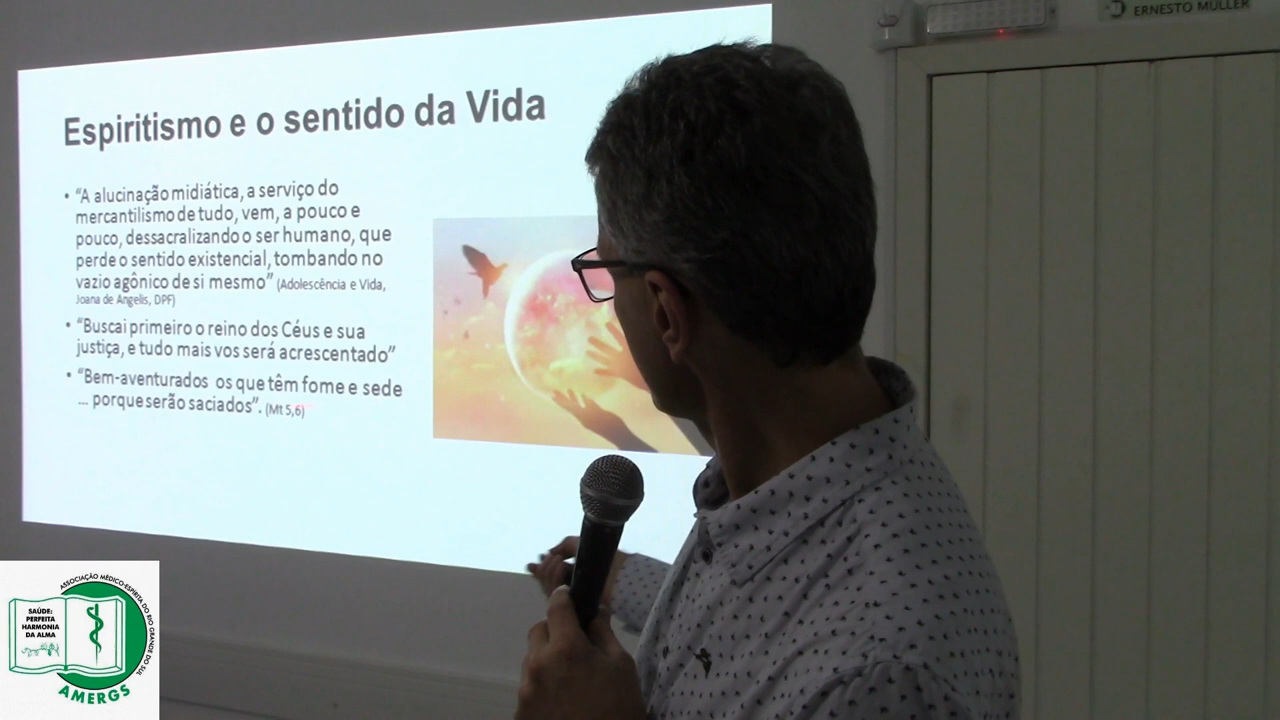 ERNESTO MÜLLER
Espiritismo e o sentido da Vida
• “A alucinação midiática, a serviço do
mercantilismo de tudo, vem, a pouco e
pouco, dessacralizando o ser humano, que
perde o sentido existencial, tombando no
vazio agônico de si mesmo” (Adolescência e Vida,
Joana de Angelis, DPF)
• “Buscai primeiro o reino dos Céus e sua
justiça, e tudo mais vos será acrescentado”
• “Bem-aventurados os que têm fome e sede
... porque serão saciados”. (Mt 5,6)
ASSOCIAÇÃO MÉDICO-ESPÍRITA DO RIO GRANDE DO SUL
SAÚDE:
PERFEITA
HARMONIA
DA ALMA
AMERGS